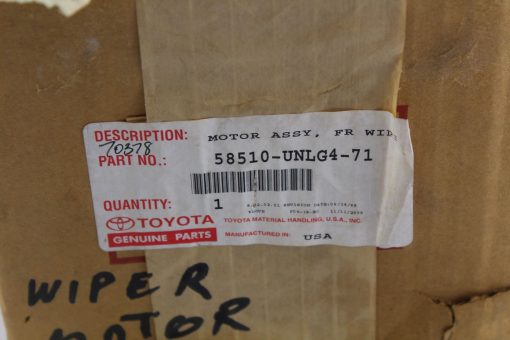 DESCRIPTION: MOTOR ASSY, FR WID
70378
PART NO.: 58510-UNLG4-71
QUANTITY: 1
TOYOTA TOYOTA MATERIAL HANDLING, U.S.A., INC.
GENUINE PARTS MANUFACTURED IN: USA
WIPER
MOTOR